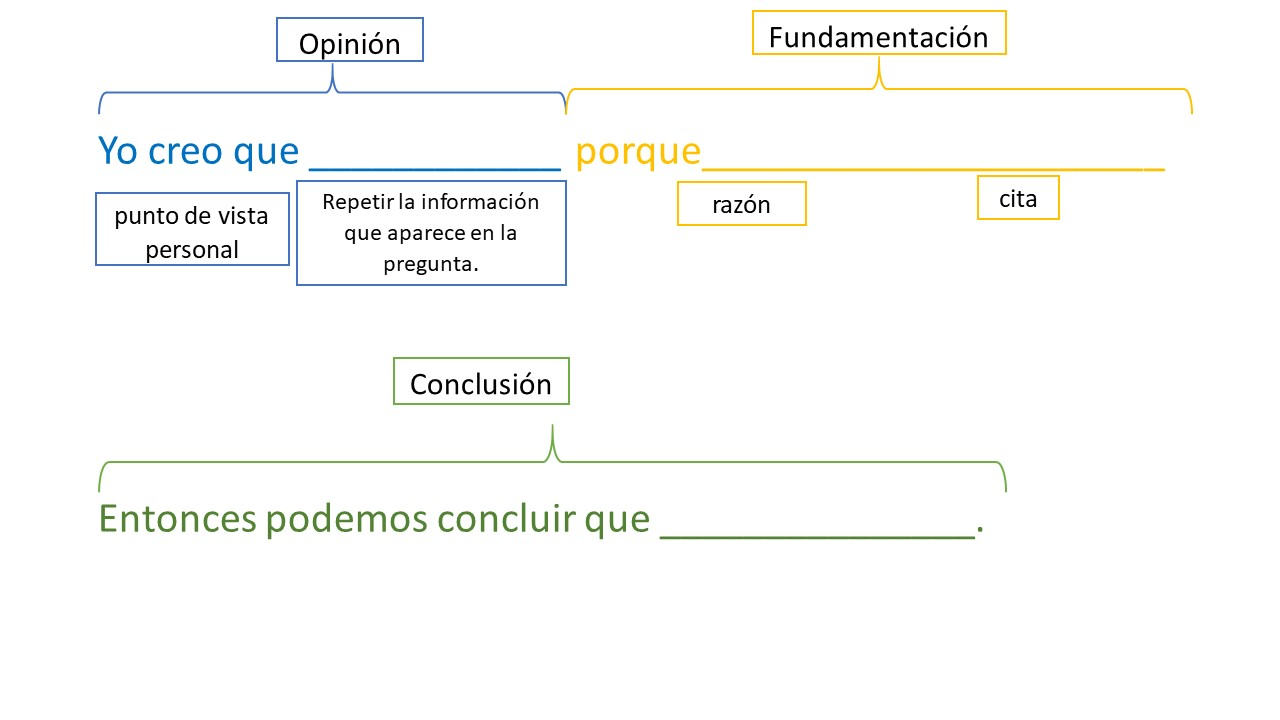 Opinión
Fundamentación
Yo creo que ____________ porque______________________
punto de vista
personal
Repetir la información
que aparece en la
pregunta.
razón
cita
Conclusión
Entonces podemos concluir que _______________.